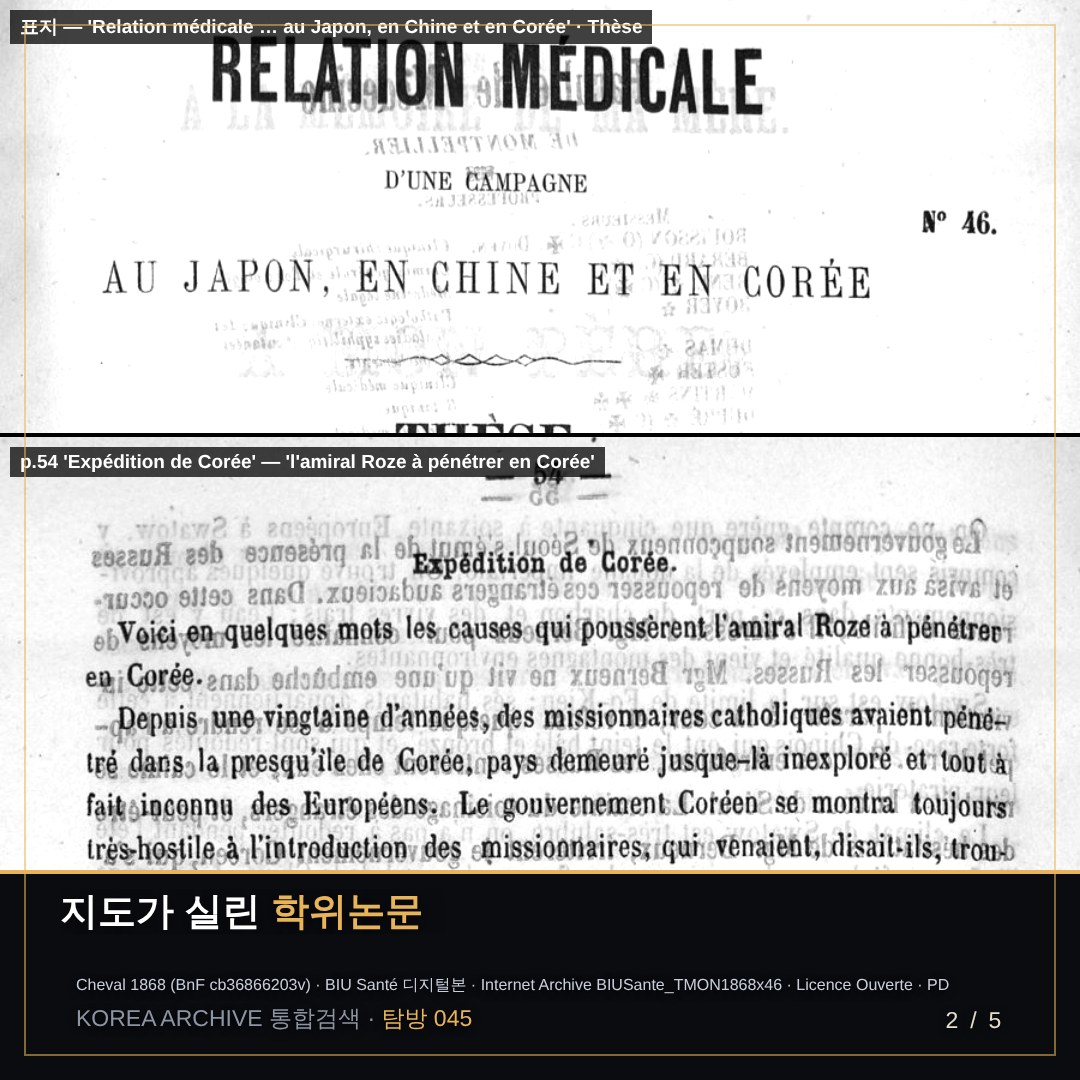 표지 — 'Relation médicale … au Japon, en Chine et en Corée' · Thèse
RELATION MÉDICALE
D'UNE CAMPAGNE
Nº 46.
AU JAPON, EN CHINE ET EN CORÉE
THÈSE
p.54 'Expédition de Corée' — 'l'amiral Roze à pénétrer en Corée'
— 54 —
Expédition de Corée.
Voici en quelques mots les causes qui poussèrent l'amiral Roze à pénétrer
en Corée.
Depuis une vingtaine d'années, des missionnaires catholiques avaient péné-
tré dans la presqu'île de Corée, pays demeuré jusque-là inexploré et tout à
fait inconnu des Européens. Le gouvernement Coréen se montra toujours
très-hostile à l'introduction des missionnaires, qui venaient, disait-ils, trou-
지도가 실린 학위논문
Cheval 1868 (BnF cb36866203v) · BIU Santé 디지털본 · Internet Archive BIUSante_TMON1868x46 · Licence Ouverte · PD
KOREA ARCHIVE 통합검색 · 탐방 045
2 / 5